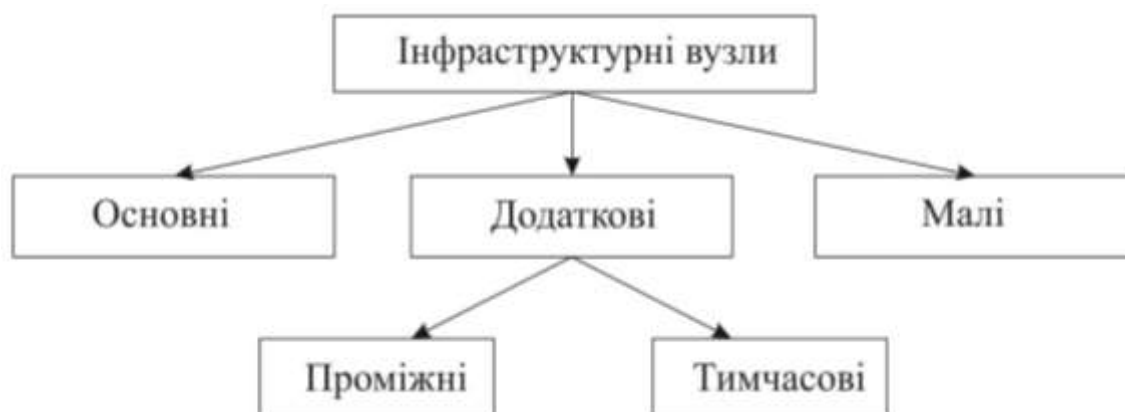 Інфраструктурні вузли
Основні
Додаткові
Малі
Проміжні
Тимчасові